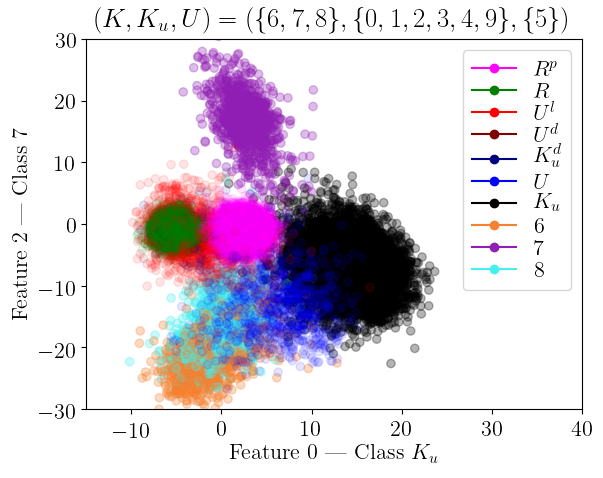 (K, K_u, U) = ({6, 7, 8}, {0, 1, 2, 3, 4, 9}, {5})
30
20
10
0
−10
−20
−30
Feature 2 — Class 7
R^p
R
U^l
U^d
K_u^d
U
K_u
6
7
8
−10 0 10 20 30 40
Feature 0 — Class K_u